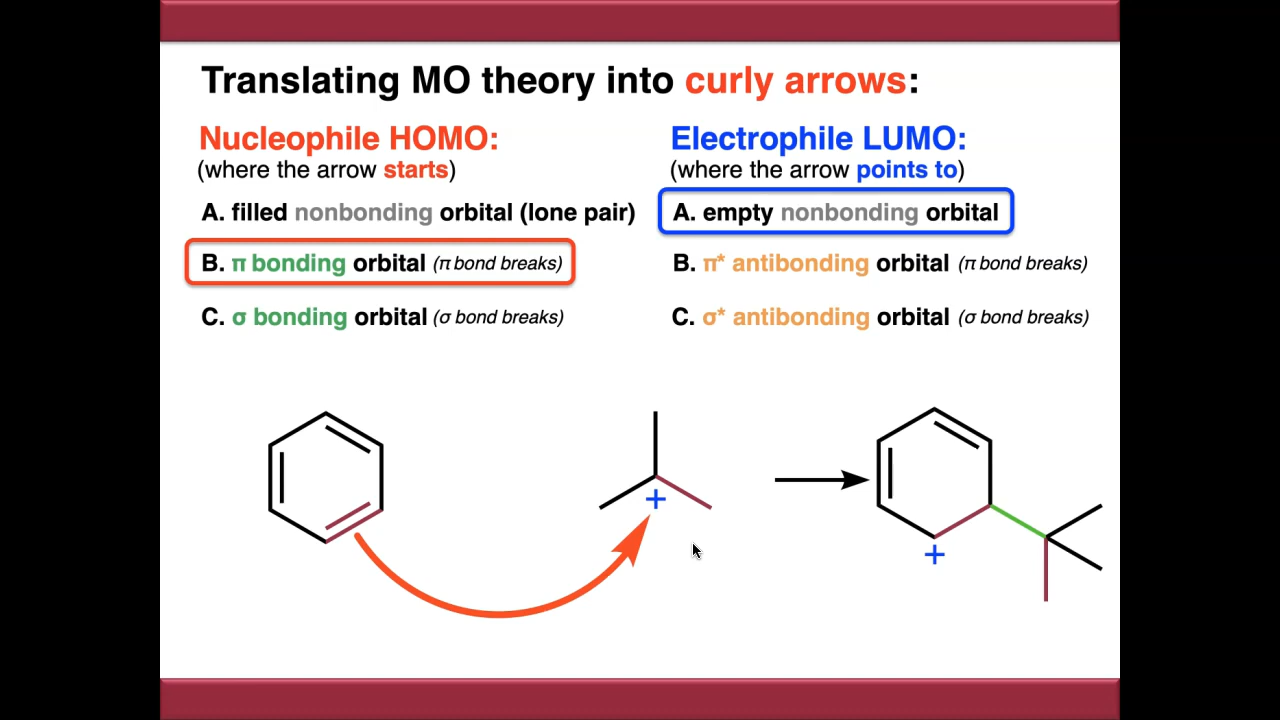 Translating MO theory into curly arrows:
Nucleophile HOMO:
(where the arrow starts)
A. filled nonbonding orbital (lone pair)
B. π bonding orbital (π bond breaks)
C. σ bonding orbital (σ bond breaks)
Electrophile LUMO:
(where the arrow points to)
A. empty nonbonding orbital
B. π* antibonding orbital (π bond breaks)
C. σ* antibonding orbital (σ bond breaks)
+
+